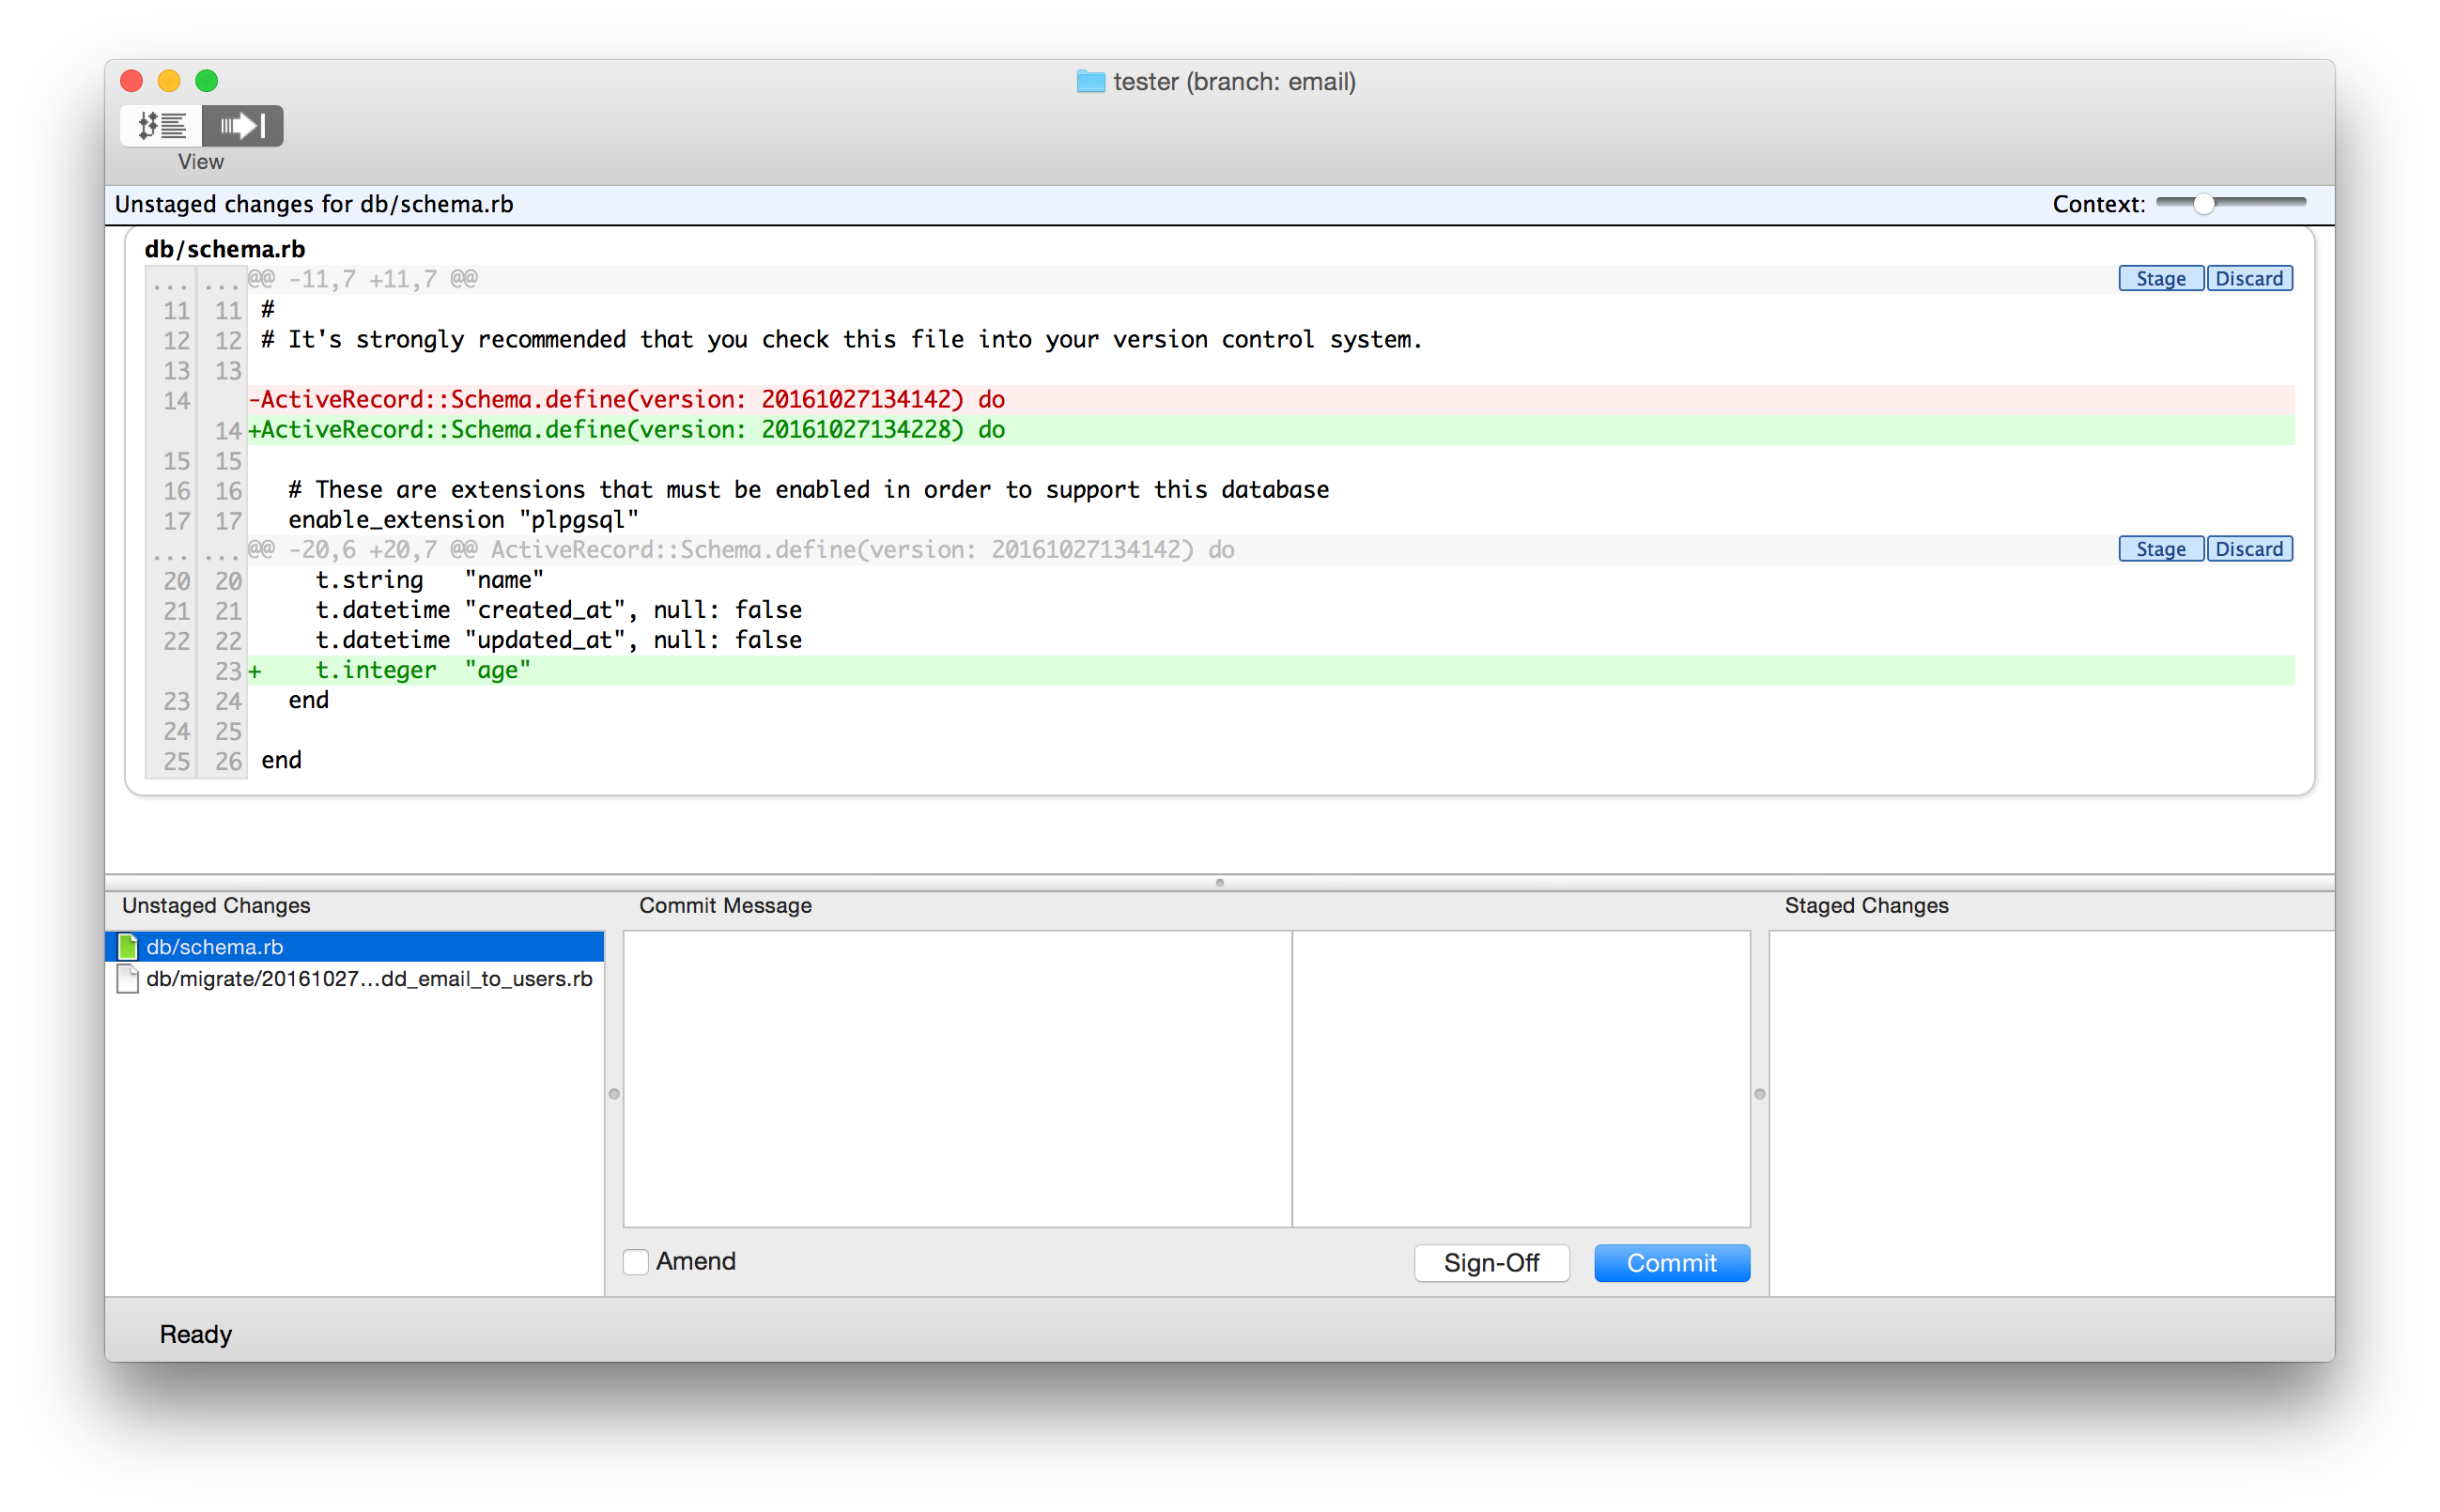 tester (branch: email)
View
Unstaged changes for db/schema.rb
Context:
db/schema.rb
... ... @@ -11,7 +11,7 @@ Stage Discard
11 11 #
12 12 # It's strongly recommended that you check this file into your version control system.
13 13
14 -ActiveRecord::Schema.define(version: 20161027134142) do
14 +ActiveRecord::Schema.define(version: 20161027134228) do
15 15
16 16 # These are extensions that must be enabled in order to support this database
17 17 enable_extension "plpgsql"
... ... @@ -20,6 +20,7 @@ ActiveRecord::Schema.define(version: 20161027134142) do Stage Discard
20 20 t.string "name"
21 21 t.datetime "created_at", null: false
22 22 t.datetime "updated_at", null: false
23 + t.integer "age"
23 24 end
24 25
25 26 end
Unstaged Changes
db/schema.rb
db/migrate/20161027...dd_email_to_users.rb
Commit Message
Amend
Sign-Off
Commit
Staged Changes
Ready